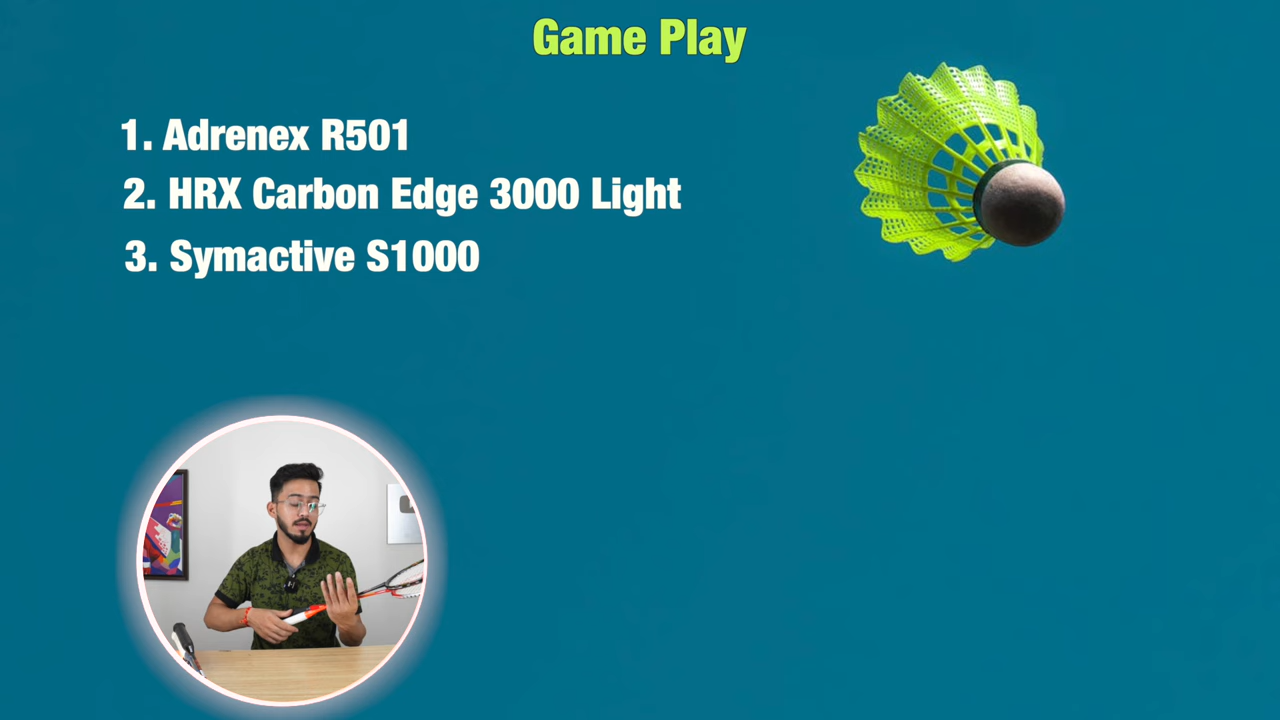 Game Play
1. Adrenex R501
2. HRX Carbon Edge 3000 Light
3. Symactive S1000